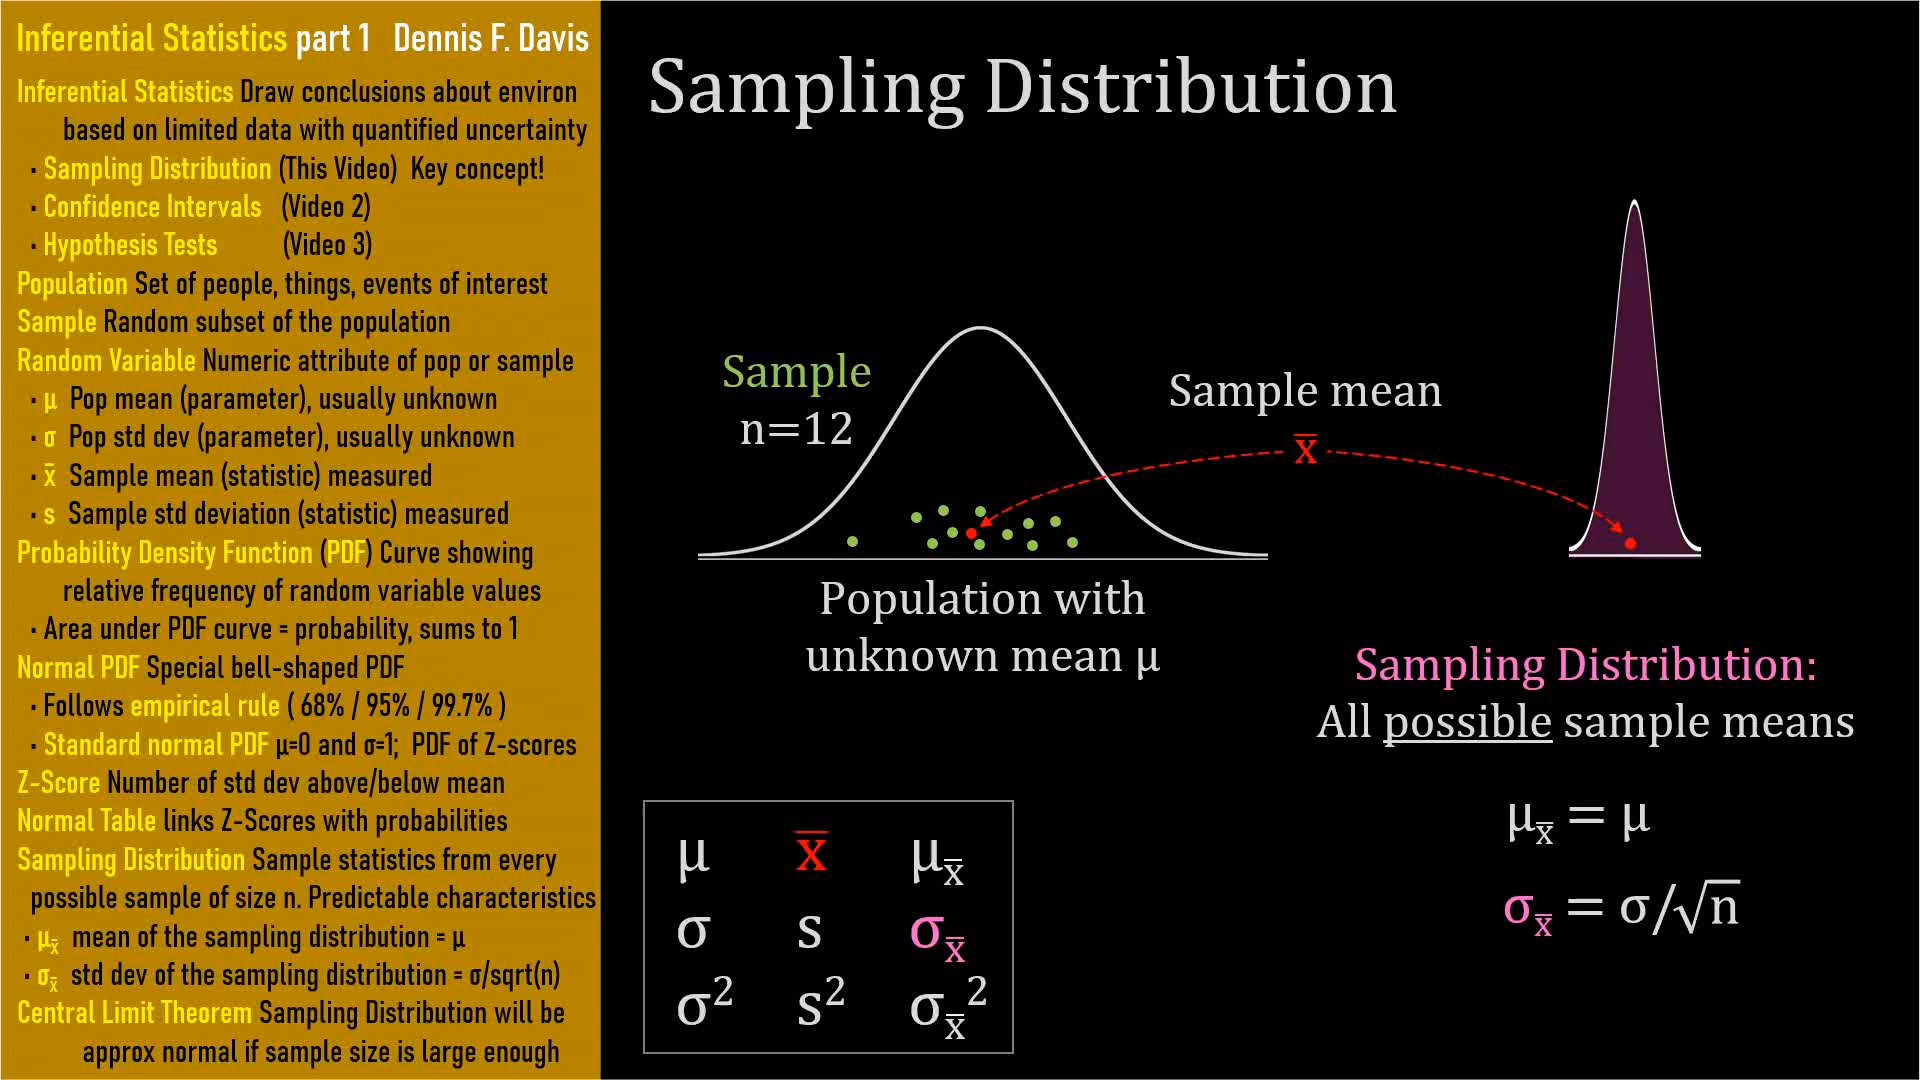 Inferential Statistics part 1 Dennis F. Davis
Inferential Statistics Draw conclusions about environ
based on limited data with quantified uncertainty
· Sampling Distribution (This Video) Key concept!
· Confidence Intervals (Video 2)
· Hypothesis Tests (Video 3)
Population Set of people, things, events of interest
Sample Random subset of the population
Random Variable Numeric attribute of pop or sample
· μ Pop mean (parameter), usually unknown
· σ Pop std dev (parameter), usually unknown
· x̄ Sample mean (statistic) measured
· s Sample std deviation (statistic) measured
Probability Density Function (PDF) Curve showing
relative frequency of random variable values
· Area under PDF curve = probability, sums to 1
Normal PDF Special bell-shaped PDF
· Follows empirical rule ( 68% / 95% / 99.7% )
· Standard normal PDF μ=0 and σ=1; PDF of Z-scores
Z-Score Number of std dev above/below mean
Normal Table links Z-Scores with probabilities
Sampling Distribution Sample statistics from every
possible sample of size n. Predictable characteristics
· μx̄ mean of the sampling distribution = μ
· σx̄ std dev of the sampling distribution = σ/sqrt(n)
Central Limit Theorem Sampling Distribution will be
approx normal if sample size is large enough
Sampling Distribution
Sample
n=12
Sample mean
x̄
Population with
unknown mean μ
Sampling Distribution:
All possible sample means
μx̄ = μ
σx̄ = σ/√n
μ x̄ μx̄
σ s σx̄
σ² s² σx̄²